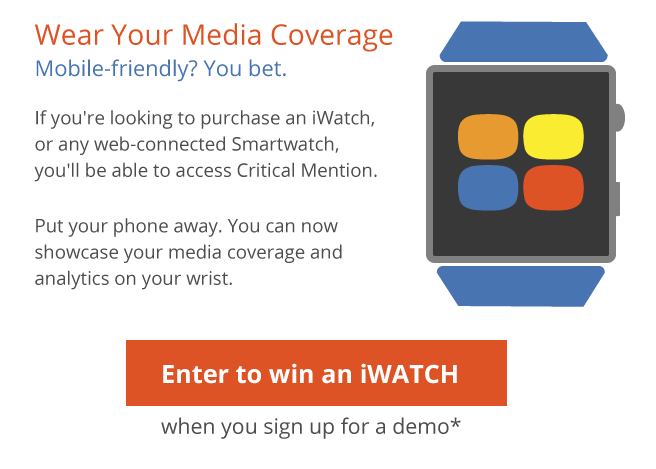 Wear Your Media Coverage
Mobile-friendly? You bet.
If you're looking to purchase an iWatch,
or any web-connected Smartwatch,
you'll be able to access Critical Mention.
Put your phone away. You can now
showcase your media coverage and
analytics on your wrist.
Enter to win an iWATCH
when you sign up for a demo*